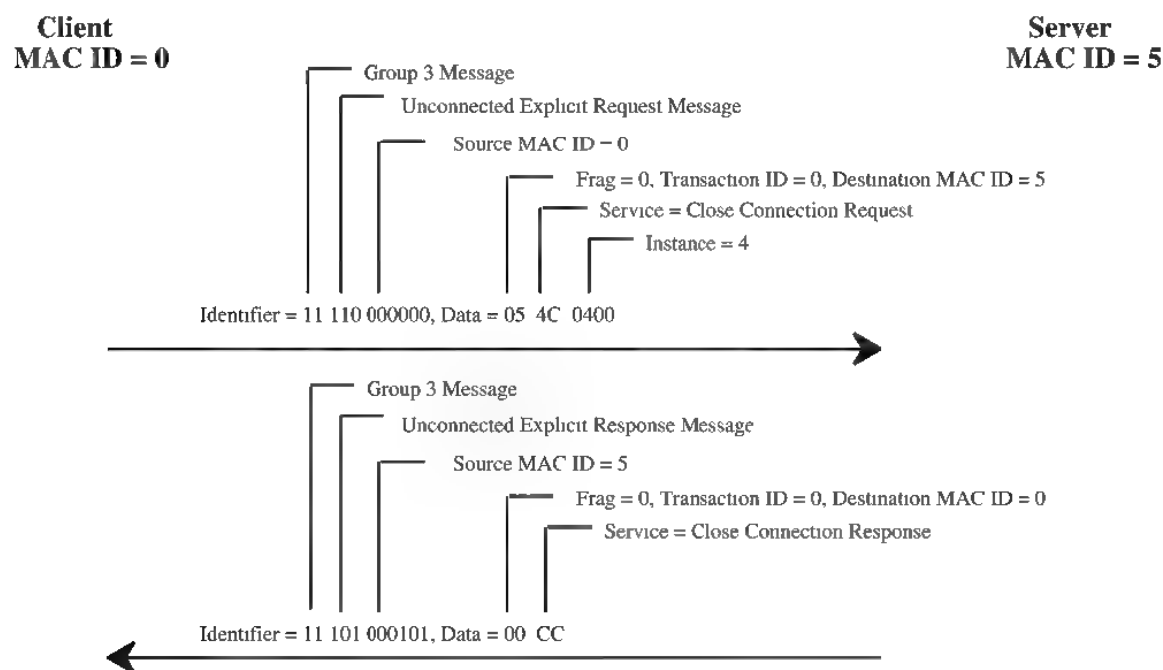 Client
MAC ID = 0
Server
MAC ID = 5
Group 3 Message
Unconnected Explicit Request Message
Source MAC ID = 0
Frag = 0, Transaction ID = 0, Destination MAC ID = 5
Service = Close Connection Request
Instance = 4
Identifier = 11 110 000000, Data = 05 4C 0400
Group 3 Message
Unconnected Explicit Response Message
Source MAC ID = 5
Frag = 0, Transaction ID = 0, Destination MAC ID = 0
Service = Close Connection Response
Identifier = 11 101 000101, Data = 00 CC